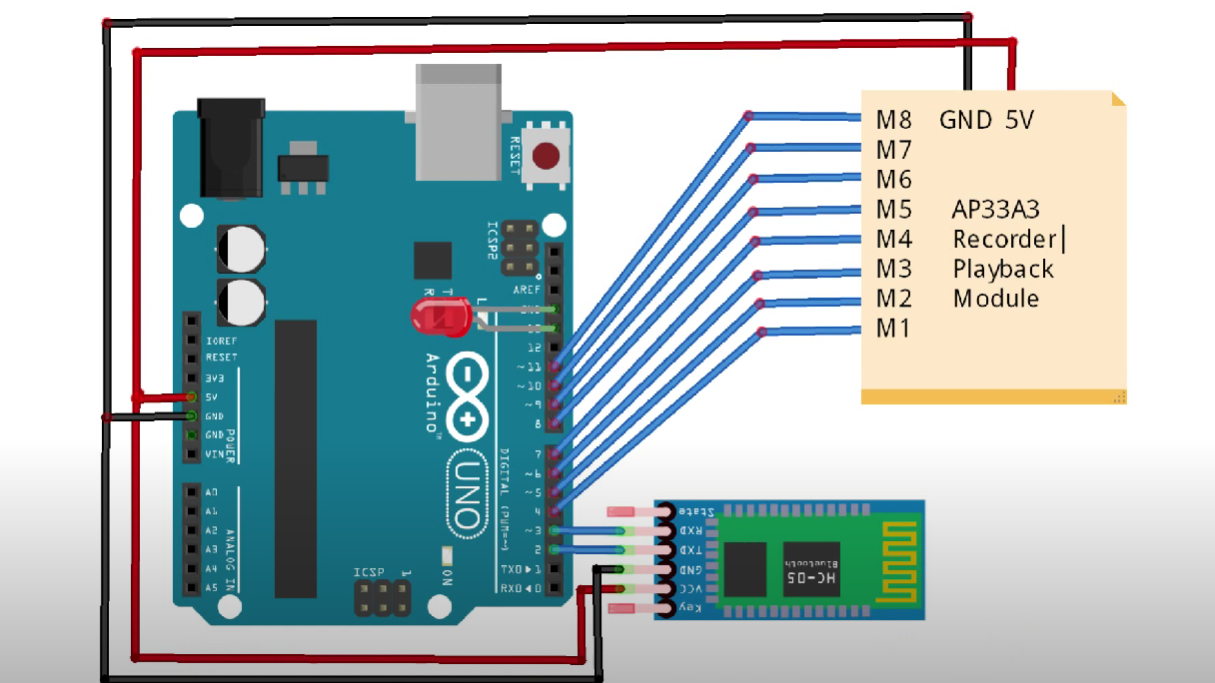 M8 GND 5V
M7
M6
M5 AP33A3
M4 Recorder
M3 Playback
M2 Module
M1
RESET
ICSP2
AREF
GND
13
12
~11
~10
~9
8
7
~6
~5
4
~3
2
TXD▶1
RXD◀0
L
T
R
Arduino™
UNO
DIGITAL (PWM=~)
IOREF
RESET
3V3
5V
GND
GND
VIN
POWER
A0
A1
A2
A3
A4
A5
ANALOG IN
ICSP
1
ON
State
RXD
TXD
GND
VCC
Key
HC-05
Bluetooth